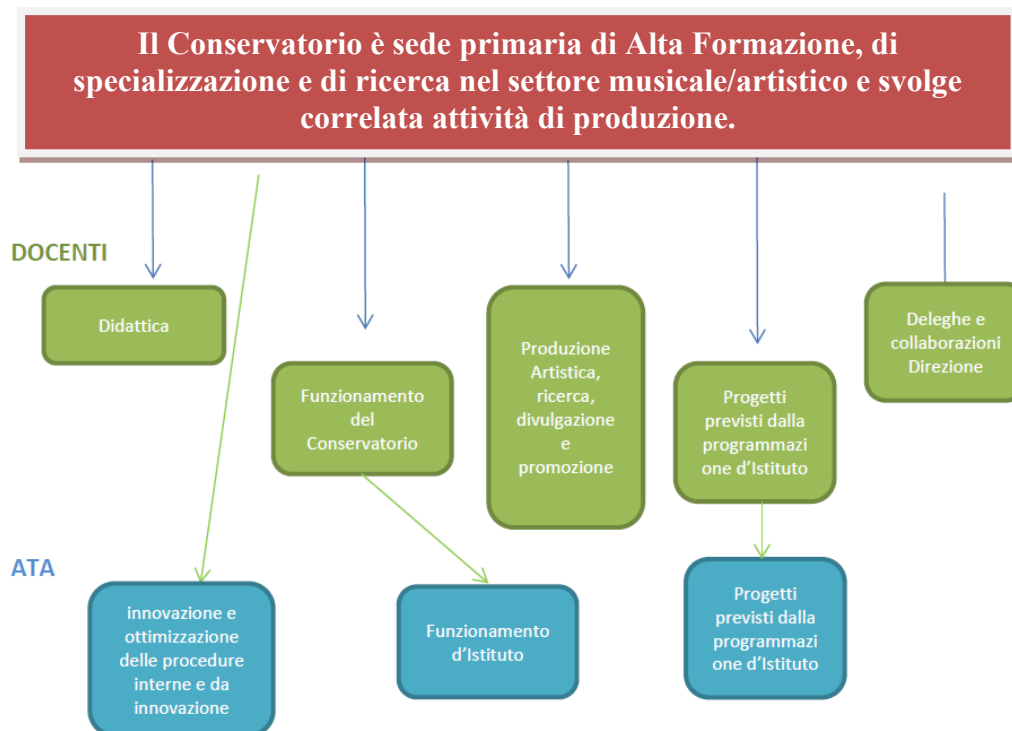 Il Conservatorio è sede primaria di Alta Formazione, di
specializzazione e di ricerca nel settore musicale/artistico e svolge
correlata attività di produzione.
DOCENTI
Didattica
Funzionamento
del
Conservatorio
Produzione
Artistica,
ricerca,
divulgazione
e
promozione
Progetti
previsti dalla
programmazi
one d'Istituto
Deleghe e
collaborazioni
Direzione
ATA
innovazione e
ottimizzazione
delle procedure
interne e da
innovazione
Funzionamento
d'Istituto
Progetti
previsti dalla
programmazi
one d'Istituto